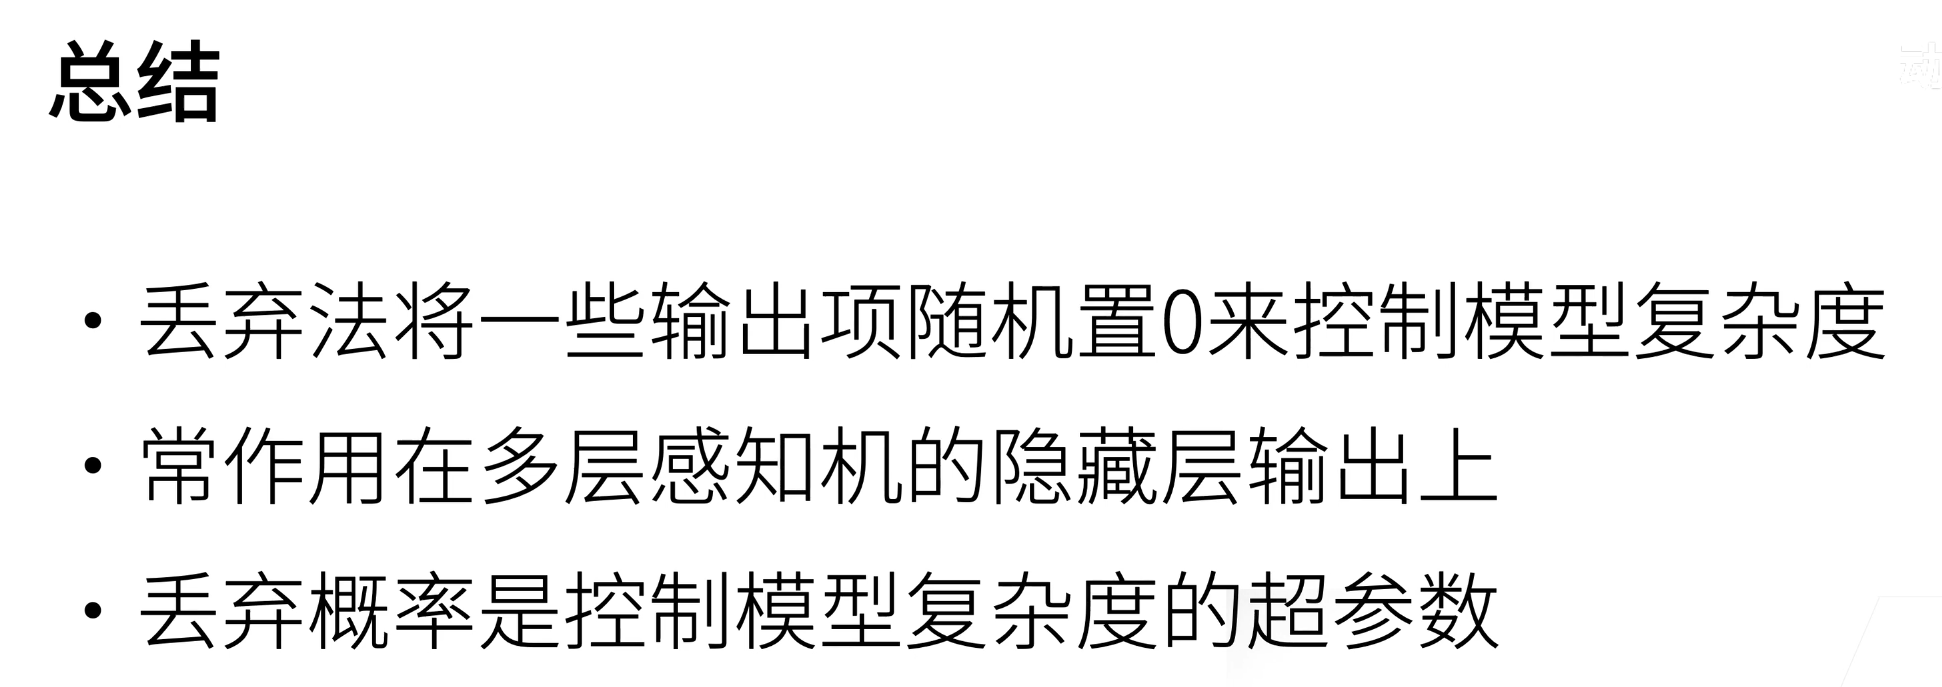 总结
• 丢弃法将一些输出项随机置0来控制模型复杂度
• 常作用在多层感知机的隐藏层输出上
• 丢弃概率是控制模型复杂度的超参数